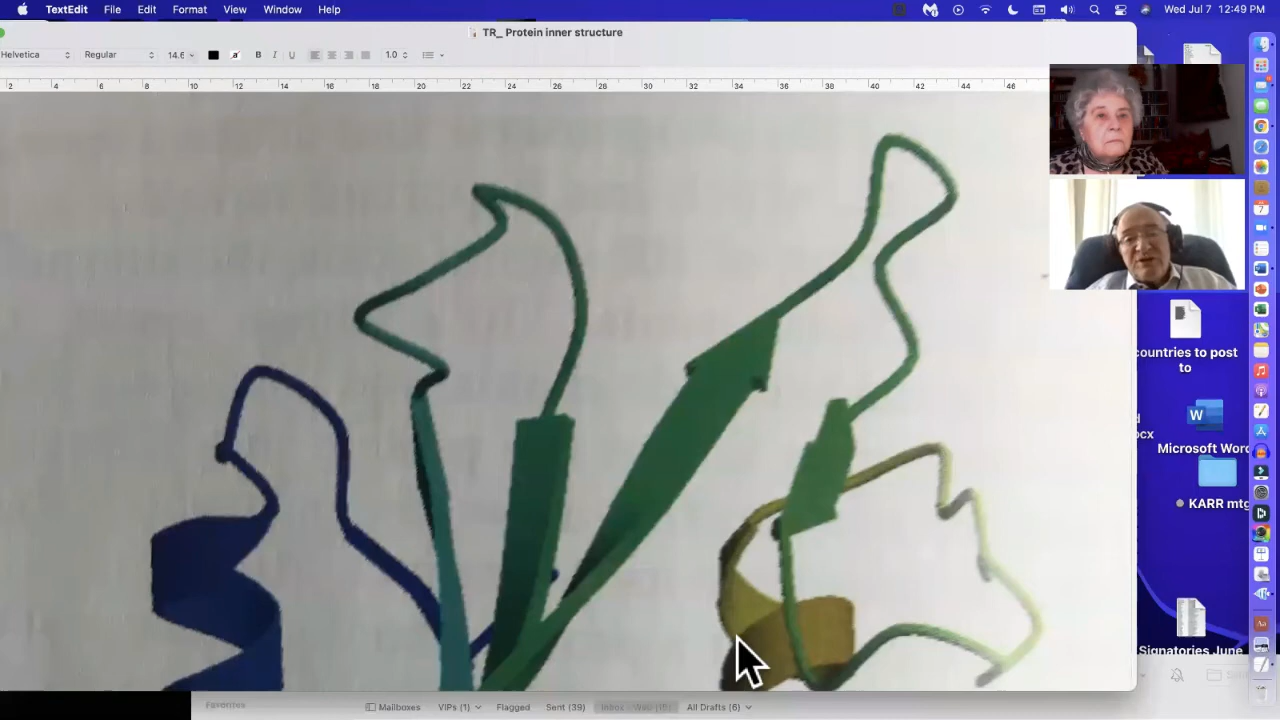 TextEdit File Edit Format View Window Help Wed Jul 7 12:49 PM
TR_ Protein inner structure
Helvetica Regular 14.6 a B I U 1.0
2 4 6 8 10 12 14 16 18 20 22 24 26 28 30 32 34 36 38 40 42 44 46
countries to post
to
Microsoft Word
KARR mtg
Signatories June
Favorites
Mailboxes VIPs (1) Flagged Sent (39) All Drafts (6)